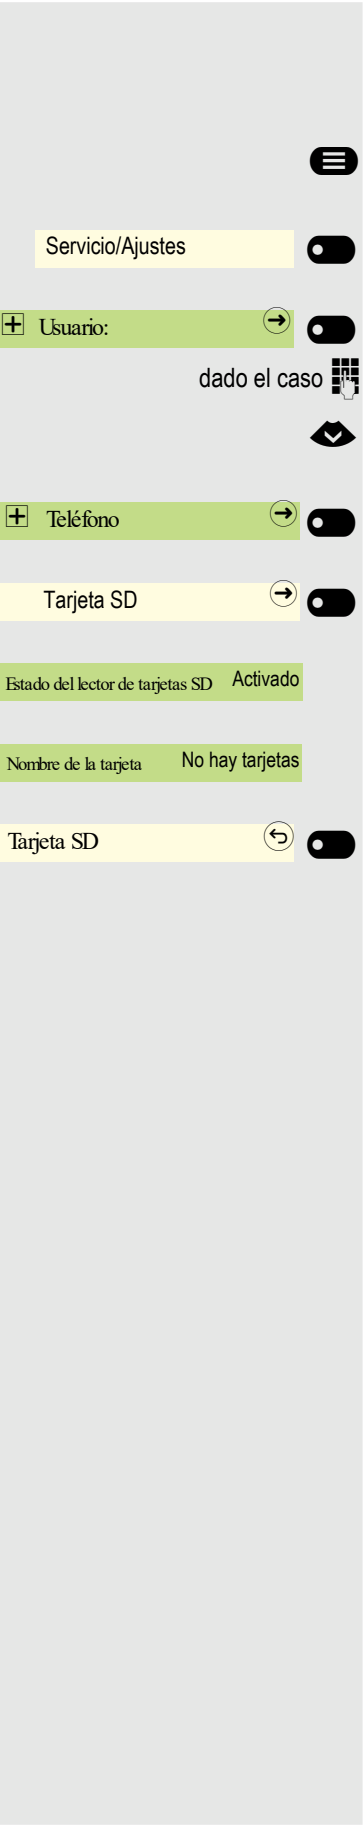 Servicio/Ajustes
Usuario:
dado el caso
Teléfono
Tarjeta SD
Estado del lector de tarjetas SD Activado
Nombre de la tarjeta No hay tarjetas
Tarjeta SD